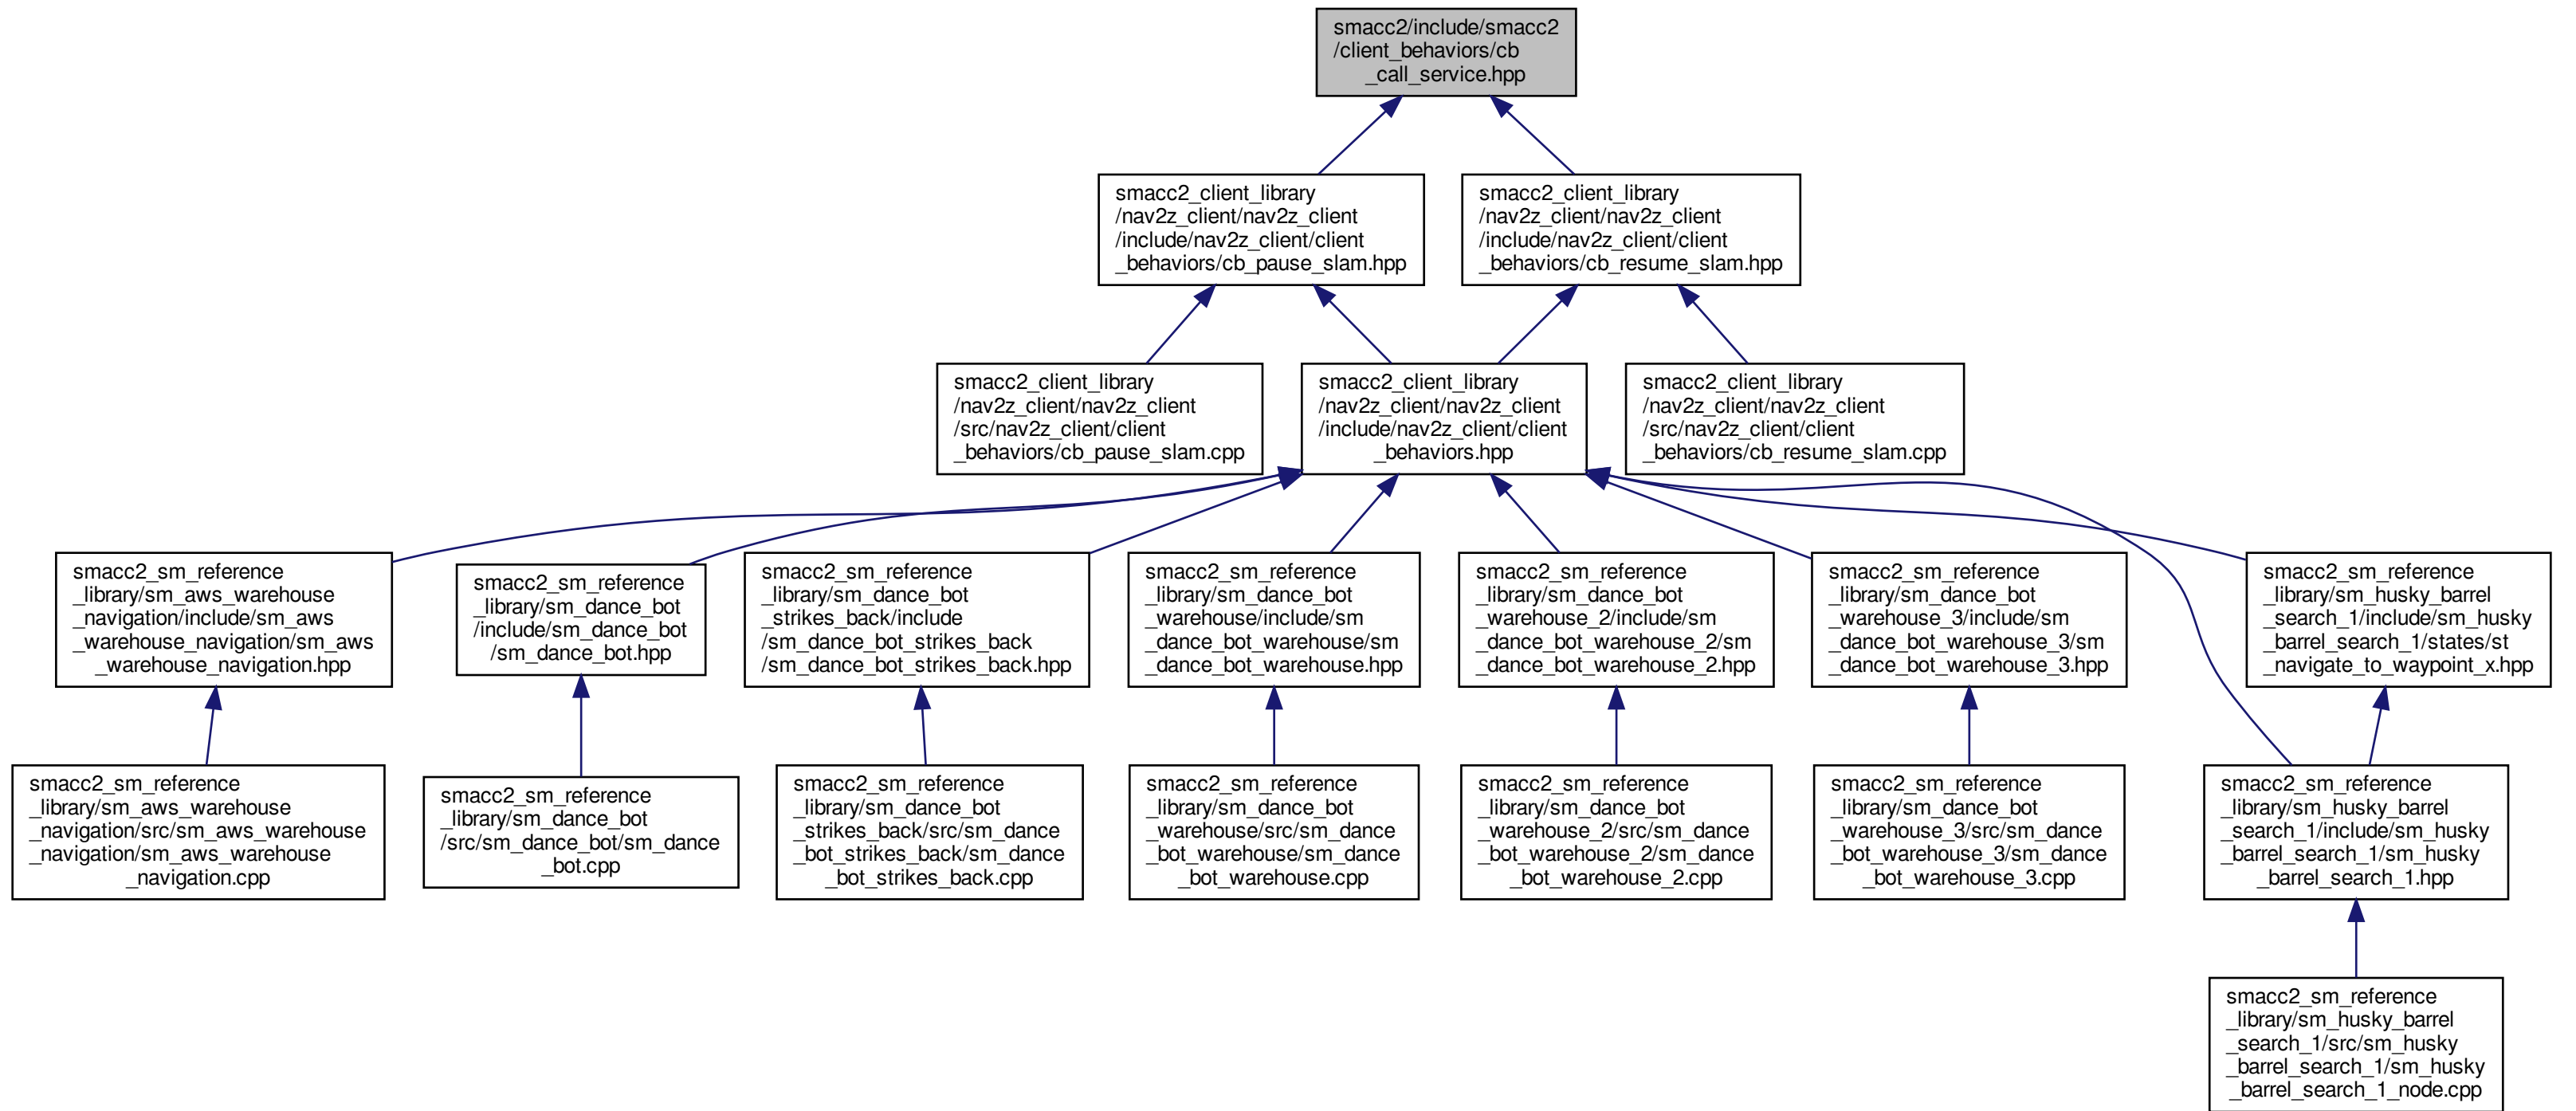 smacc2/include/smacc2
/client_behaviors/cb
_call_service.hpp
smacc2_client_library
/nav2z_client/nav2z_client
/include/nav2z_client/client
_behaviors/cb_pause_slam.hpp
smacc2_client_library
/nav2z_client/nav2z_client
/include/nav2z_client/client
_behaviors/cb_resume_slam.hpp
smacc2_client_library
/nav2z_client/nav2z_client
/src/nav2z_client/client
_behaviors/cb_pause_slam.cpp
smacc2_client_library
/nav2z_client/nav2z_client
/include/nav2z_client/client
_behaviors.hpp
smacc2_client_library
/nav2z_client/nav2z_client
/src/nav2z_client/client
_behaviors/cb_resume_slam.cpp
smacc2_sm_reference
_library/sm_aws_warehouse
_navigation/include/sm_aws
_warehouse_navigation/sm_aws
_warehouse_navigation.hpp
smacc2_sm_reference
_library/sm_dance_bot
/include/sm_dance_bot
/sm_dance_bot.hpp
smacc2_sm_reference
_library/sm_dance_bot
_strikes_back/include
/sm_dance_bot_strikes_back
/sm_dance_bot_strikes_back.hpp
smacc2_sm_reference
_library/sm_dance_bot
_warehouse/include/sm
_dance_bot_warehouse/sm
_dance_bot_warehouse.hpp
smacc2_sm_reference
_library/sm_dance_bot
_warehouse_2/include/sm
_dance_bot_warehouse_2/sm
_dance_bot_warehouse_2.hpp
smacc2_sm_reference
_library/sm_dance_bot
_warehouse_3/include/sm
_dance_bot_warehouse_3/sm
_dance_bot_warehouse_3.hpp
smacc2_sm_reference
_library/sm_husky_barrel
_search_1/include/sm_husky
_barrel_search_1/states/st
_navigate_to_waypoint_x.hpp
smacc2_sm_reference
_library/sm_aws_warehouse
_navigation/src/sm_aws_warehouse
_navigation/sm_aws_warehouse
_navigation.cpp
smacc2_sm_reference
_library/sm_dance_bot
/src/sm_dance_bot/sm_dance
_bot.cpp
smacc2_sm_reference
_library/sm_dance_bot
_strikes_back/src/sm_dance
_bot_strikes_back/sm_dance
_bot_strikes_back.cpp
smacc2_sm_reference
_library/sm_dance_bot
_warehouse/src/sm_dance
_bot_warehouse/sm_dance
_bot_warehouse.cpp
smacc2_sm_reference
_library/sm_dance_bot
_warehouse_2/src/sm_dance
_bot_warehouse_2/sm_dance
_bot_warehouse_2.cpp
smacc2_sm_reference
_library/sm_dance_bot
_warehouse_3/src/sm_dance
_bot_warehouse_3/sm_dance
_bot_warehouse_3.cpp
smacc2_sm_reference
_library/sm_husky_barrel
_search_1/include/sm_husky
_barrel_search_1/sm_husky
_barrel_search_1.hpp
smacc2_sm_reference
_library/sm_husky_barrel
_search_1/src/sm_husky
_barrel_search_1/sm_husky
_barrel_search_1_node.cpp